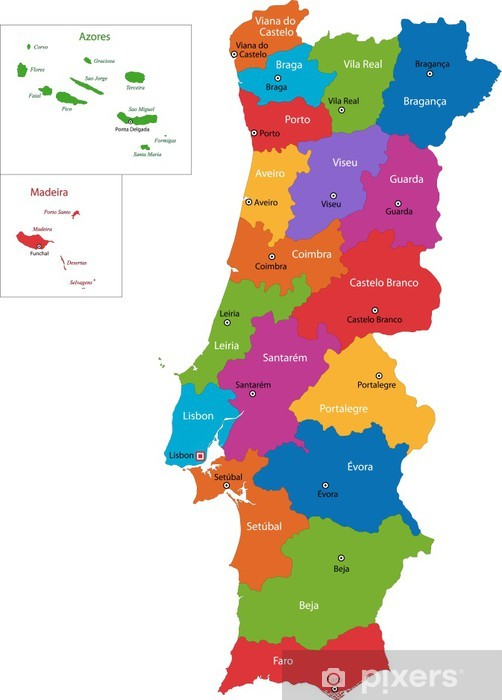 Azores
Corvo
Graciosa
Flores
Sao Jorge
Terceira
Faial
Pico
Sao Miguel
Ponta Delgada
Formigas
Santa Maria
Madeira
Porto Santo
Madeira
Funchal
Desertas
Selvagens
Viana do
Castelo
Viana do
Castelo
Braga
Braga
Vila Real
Vila Real
Bragança
Bragança
Porto
Porto
Aveiro
Aveiro
Viseu
Viseu
Guarda
Guarda
Coimbra
Coimbra
Castelo Branco
Castelo Branco
Leiria
Leiria
Santarém
Santarém
Portalegre
Portalegre
Lisbon
Lisbon
Setúbal
Setúbal
Évora
Évora
Beja
Beja
Faro
pixers